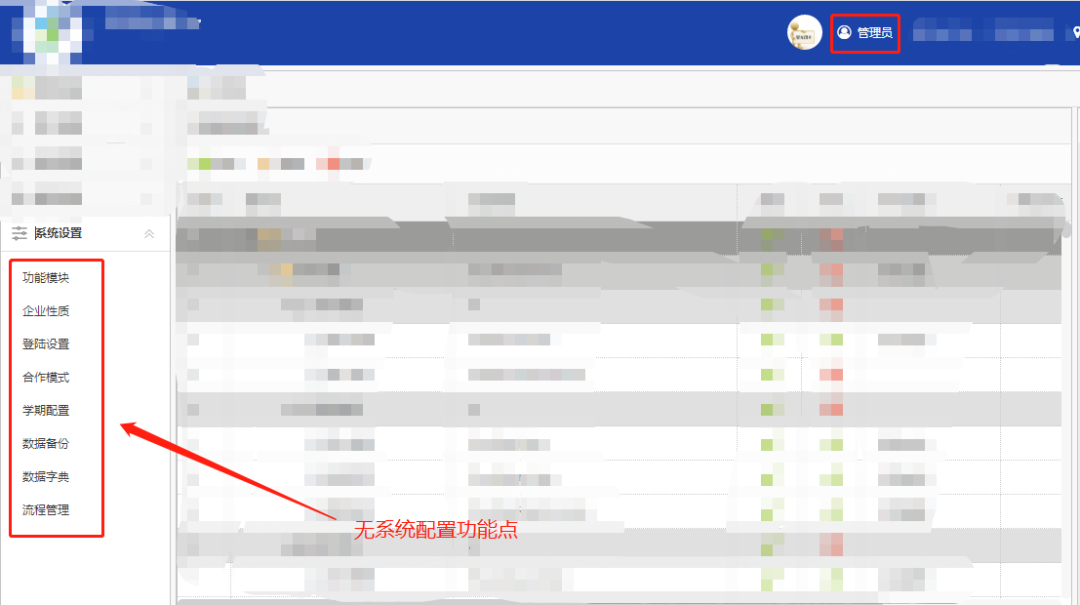 管理员
系统设置
功能模块
企业性质
登陆设置
合作模式
学期配置
数据备份
数据字典
流程管理
无系统配置功能点